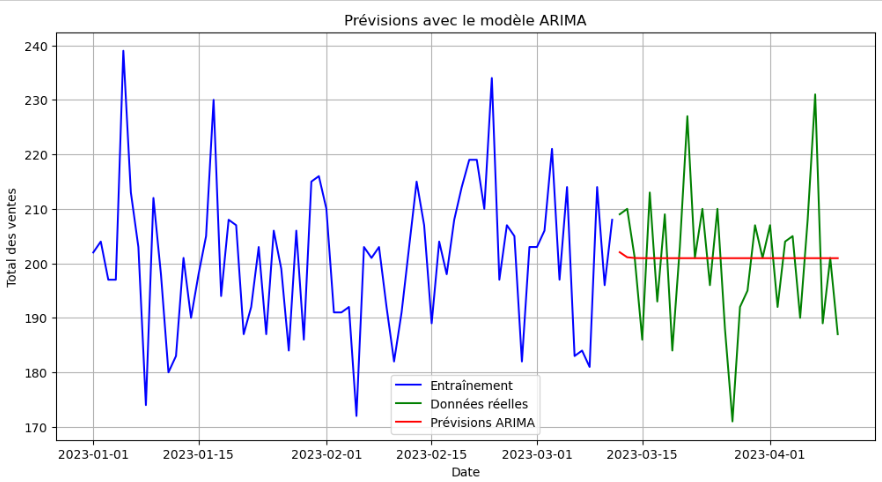 Prévisions avec le modèle ARIMA
Total des ventes
240
230
220
210
200
190
180
170
Entraînement
Données réelles
Prévisions ARIMA
2023-01-01 2023-01-15 2023-02-01 2023-02-15 2023-03-01 2023-03-15 2023-04-01
Date